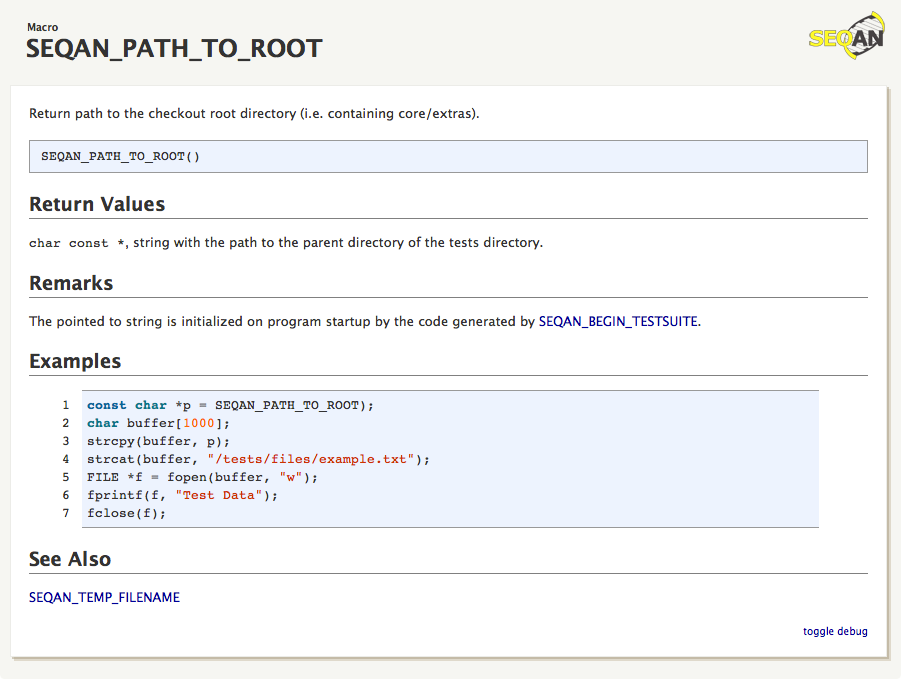 Macro
SEQAN_PATH_TO_ROOT
SEQAN
Return path to the checkout root directory (i.e. containing core/extras).
SEQAN_PATH_TO_ROOT()
Return Values
char const *, string with the path to the parent directory of the tests directory.
Remarks
The pointed to string is initialized on program startup by the code generated by SEQAN_BEGIN_TESTSUITE.
Examples
1 const char *p = SEQAN_PATH_TO_ROOT);
2 char buffer[1000];
3 strcpy(buffer, p);
4 strcat(buffer, "/tests/files/example.txt");
5 FILE *f = fopen(buffer, "w");
6 fprintf(f, "Test Data");
7 fclose(f);
See Also
SEQAN_TEMP_FILENAME
toggle debug